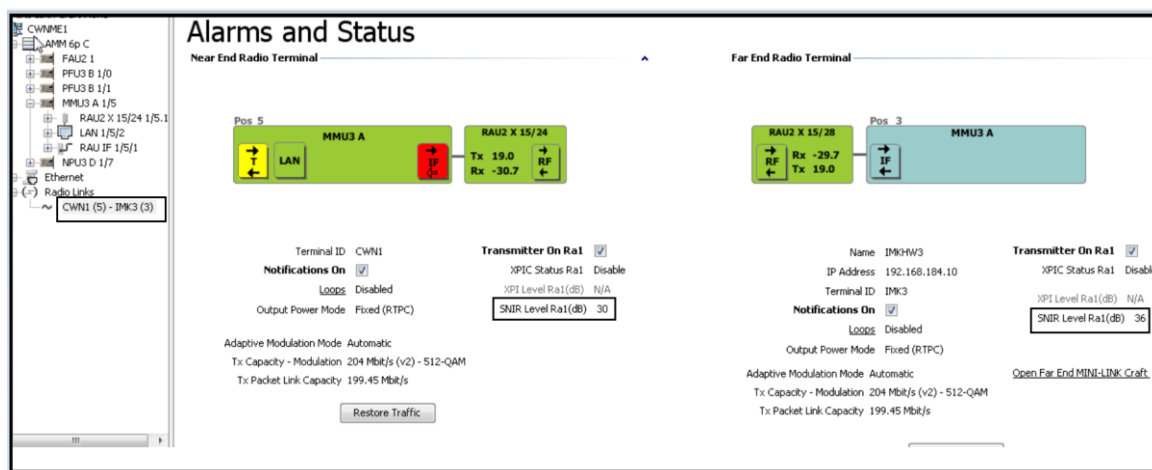 CWNME1
AMM 6p C
FAU2 1
PFU3 B 1/0
PFU3 B 1/1
MMU3 A 1/5
RAU2 X 15/24 1/5.1
LAN 1/5/2
RAU IF 1/5/1
NPU3 D 1/7
Ethernet
Radio Links
CWN1 (5) - IMK3 (3)
Alarms and Status
Near End Radio Terminal
Pos 5
MMU3 A
T
LAN
IF
RAU2 X 15/24
Tx 19.0
Rx -30.7
RF
Terminal ID CWN1
Notifications On
Loops Disabled
Output Power Mode Fixed (RTPC)
Transmitter On Ra1
XPIC Status Ra1 Disable
XPI Level Ra1(dB) N/A
SNIR Level Ra1(dB) 30
Adaptive Modulation Mode Automatic
Tx Capacity - Modulation 204 Mbit/s (v2) - 512-QAM
Tx Packet Link Capacity 199.45 Mbit/s
Restore Traffic
Far End Radio Terminal
RAU2 X 15/28
RF
Rx -29.7
Tx 19.0
Pos 3
MMU3 A
IF
Name IMKHW3
IP Address 192.168.184.10
Terminal ID IMK3
Notifications On
Loops Disabled
Output Power Mode Fixed (RTPC)
Transmitter On Ra1
XPIC Status Ra1 Disabl
XPI Level Ra1(dB) N/A
SNIR Level Ra1(dB) 36
Adaptive Modulation Mode Automatic
Open Far End MINI-LINK Craft
Tx Capacity - Modulation 204 Mbit/s (v2) - 512-QAM
Tx Packet Link Capacity 199.45 Mbit/s